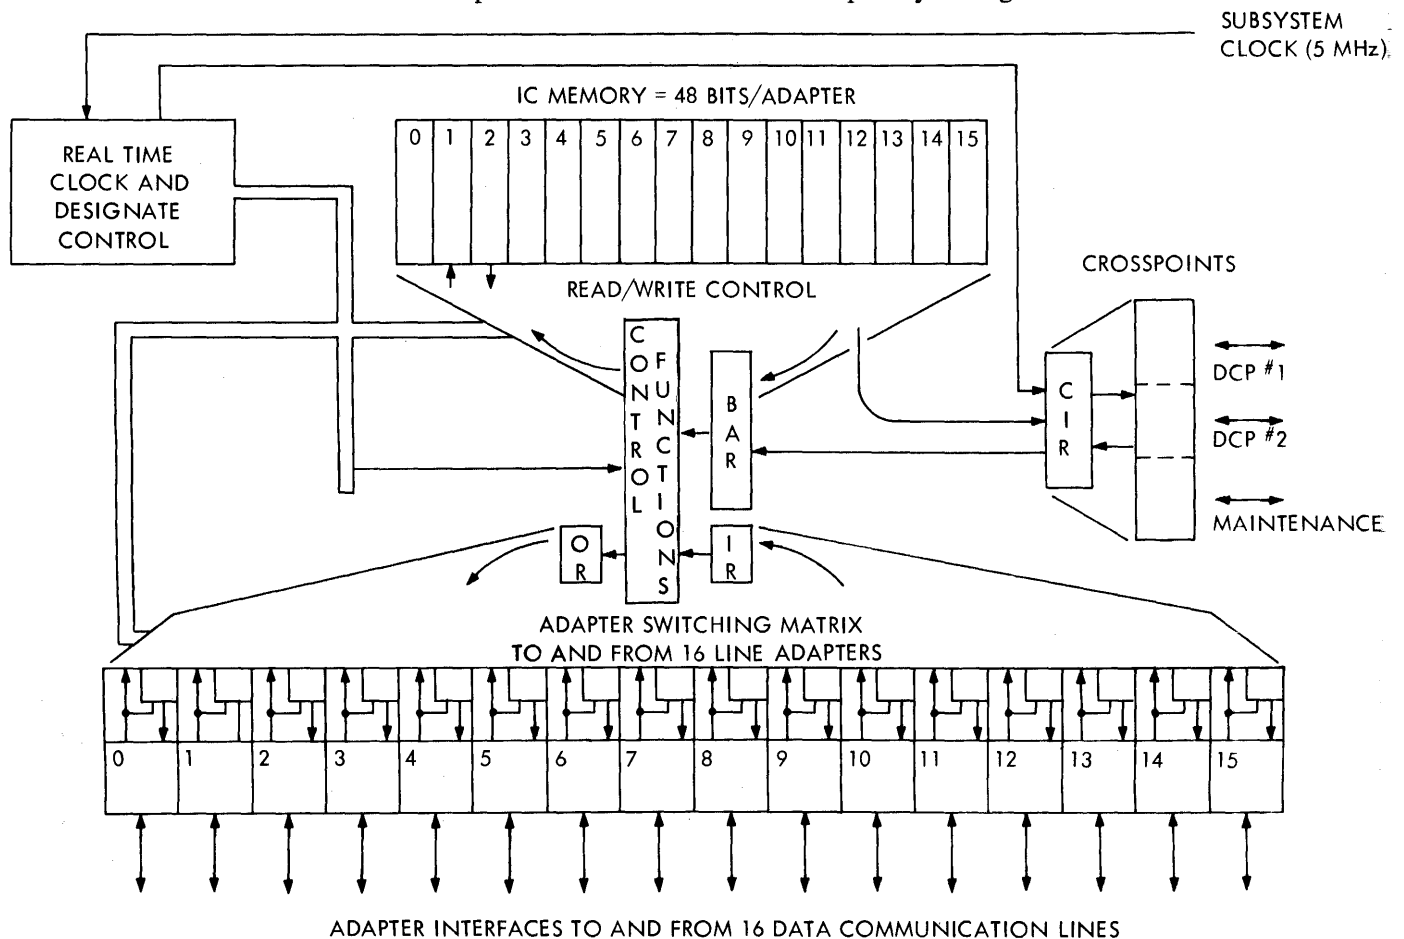 SUBSYSTEM
CLOCK (5 MHz)
IC MEMORY = 48 BITS/ADAPTER
0 1 2 3 4 5 6 7 8 9 10 11 12 13 14 15
REAL TIME
CLOCK AND
DESIGNATE
CONTROL
READ/WRITE CONTROL
CROSSPOINTS
CONTROL
FUNCTIONS
BAR
CIR
DCP #1
DCP #2
MAINTENANCE
OR
IR
ADAPTER SWITCHING MATRIX
TO AND FROM 16 LINE ADAPTERS
0 1 2 3 4 5 6 7 8 9 10 11 12 13 14 15
ADAPTER INTERFACES TO AND FROM 16 DATA COMMUNICATION LINES